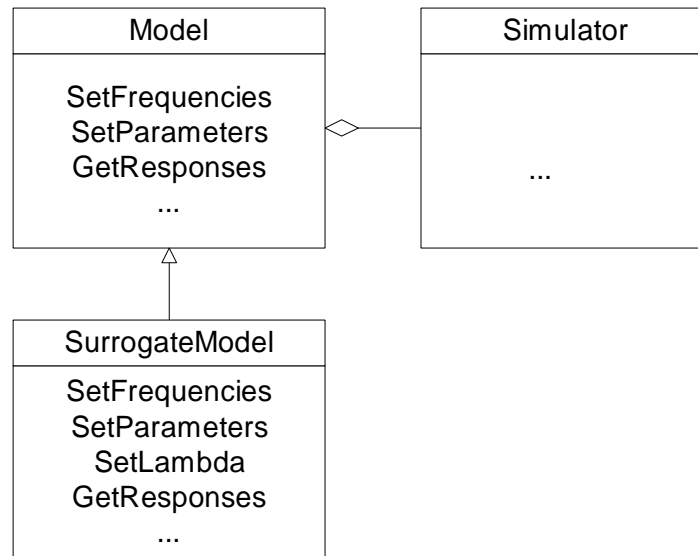 Model
SetFrequencies
SetParameters
GetResponses
...
Simulator
...
SurrogateModel
SetFrequencies
SetParameters
SetLambda
GetResponses
...